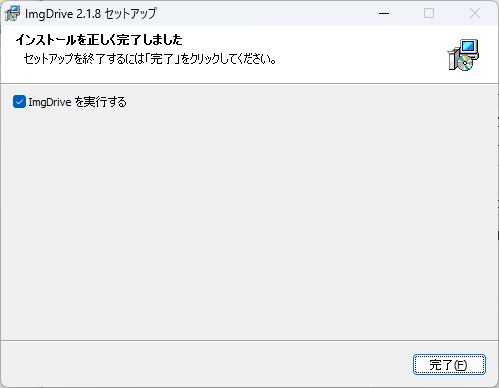 ImgDrive 2.1.8 セットアップ
インストールを正しく完了しました
セットアップを終了するには「完了」をクリックしてください。
ImgDrive を実行する
完了(F)